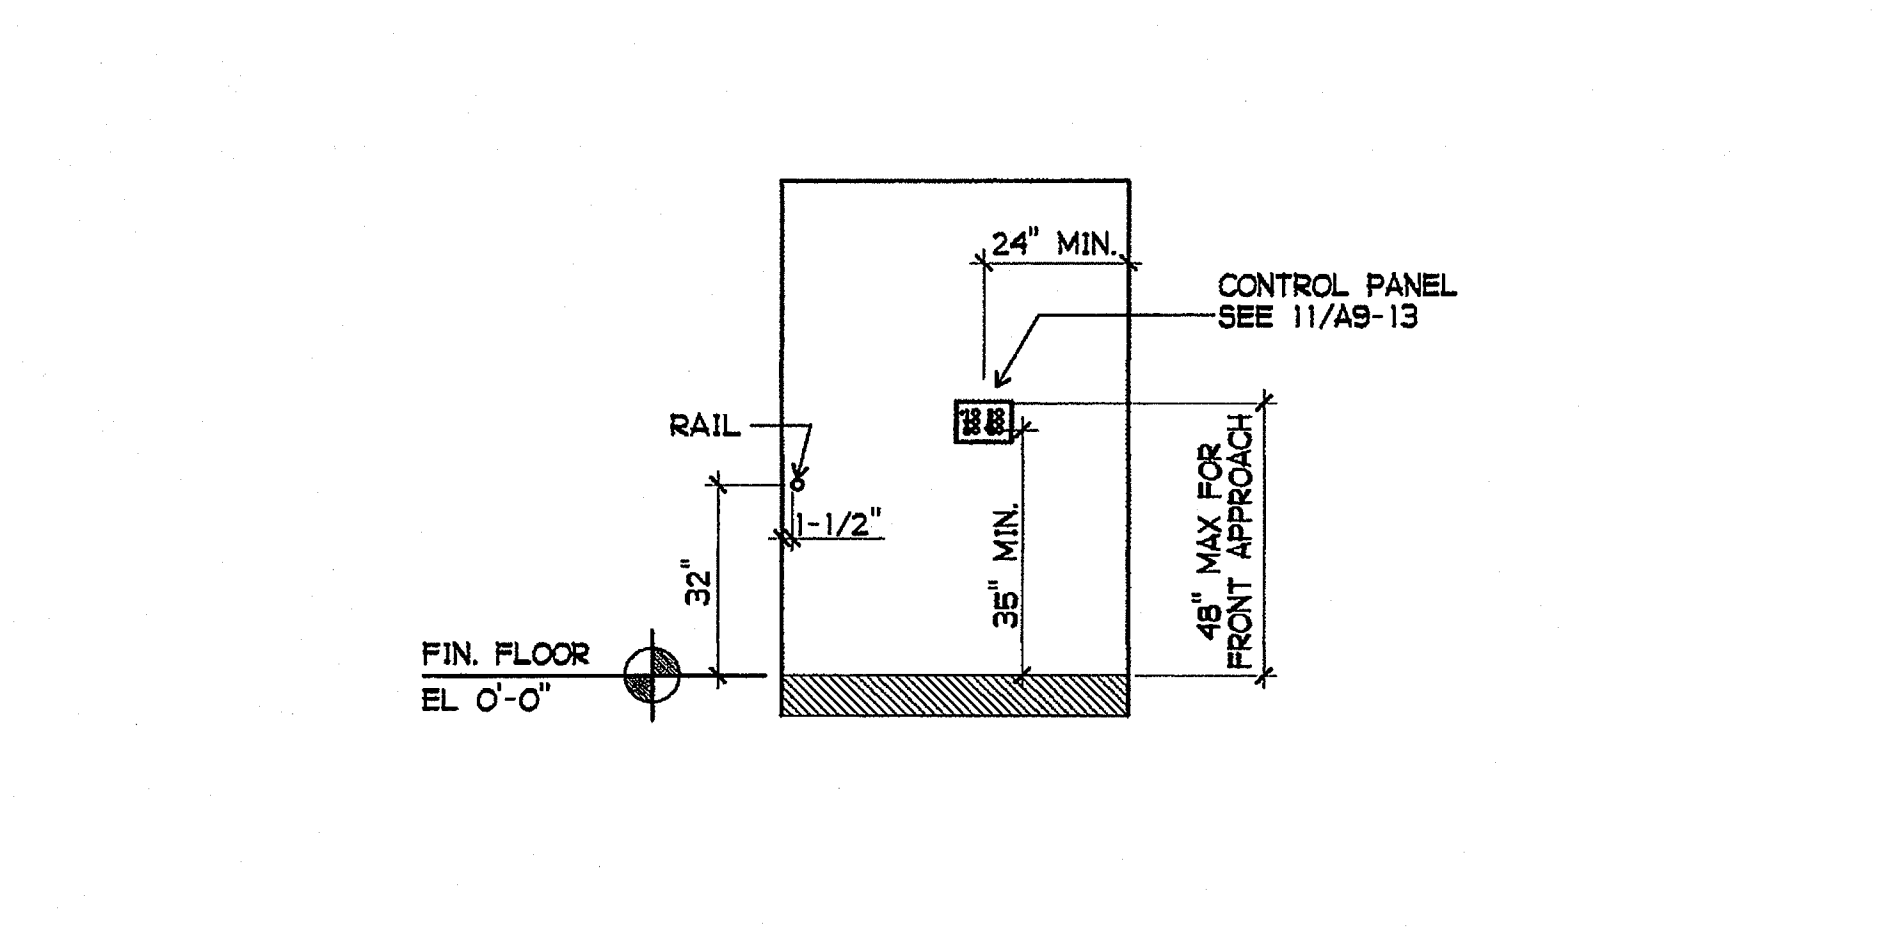 24" MIN.
CONTROL PANEL
SEE 11/A9-13
RAIL
1-1/2"
32"
35" MIN.
48" MAX FOR
FRONT APPROACH
FIN. FLOOR
EL 0'-0"